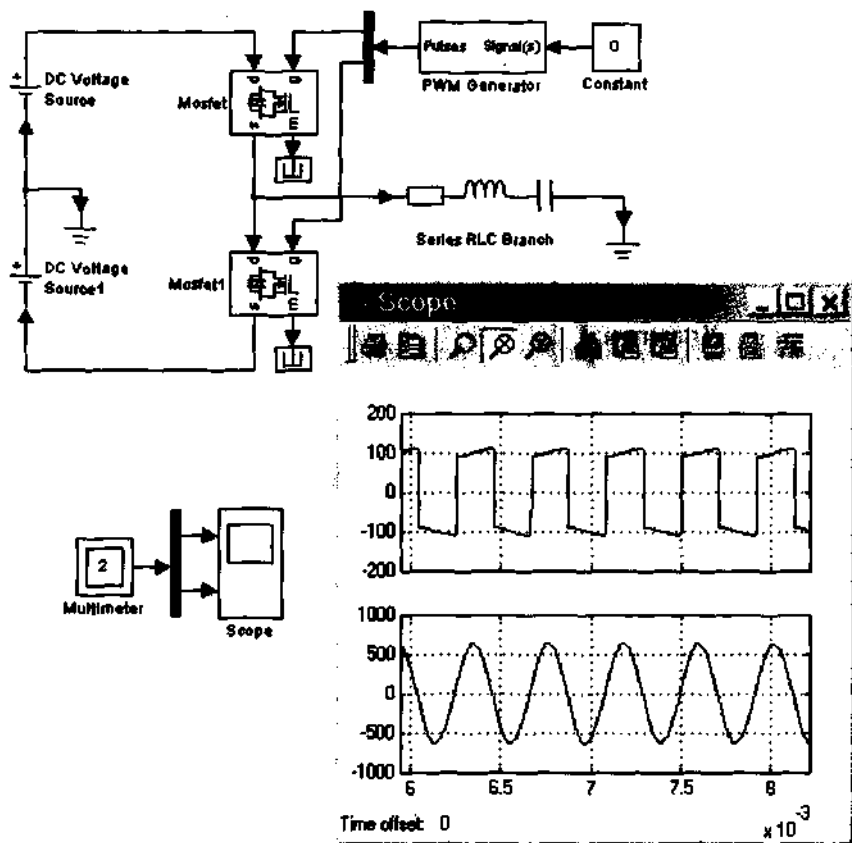 DC Voltage
Source
+
Mosfet
d
g
s
m
Pulses Signal(s)
PWM Generator
0
Constant
Series RLC Branch
+
DC Voltage
Source1
Mosfet1
d
g
s
m
2
Multimeter
Scope
Scope
200
100
0
-100
-200
1000
500
0
-500
-1000
6 6.5 7 7.5 8
Time offset: 0
x 10⁻³